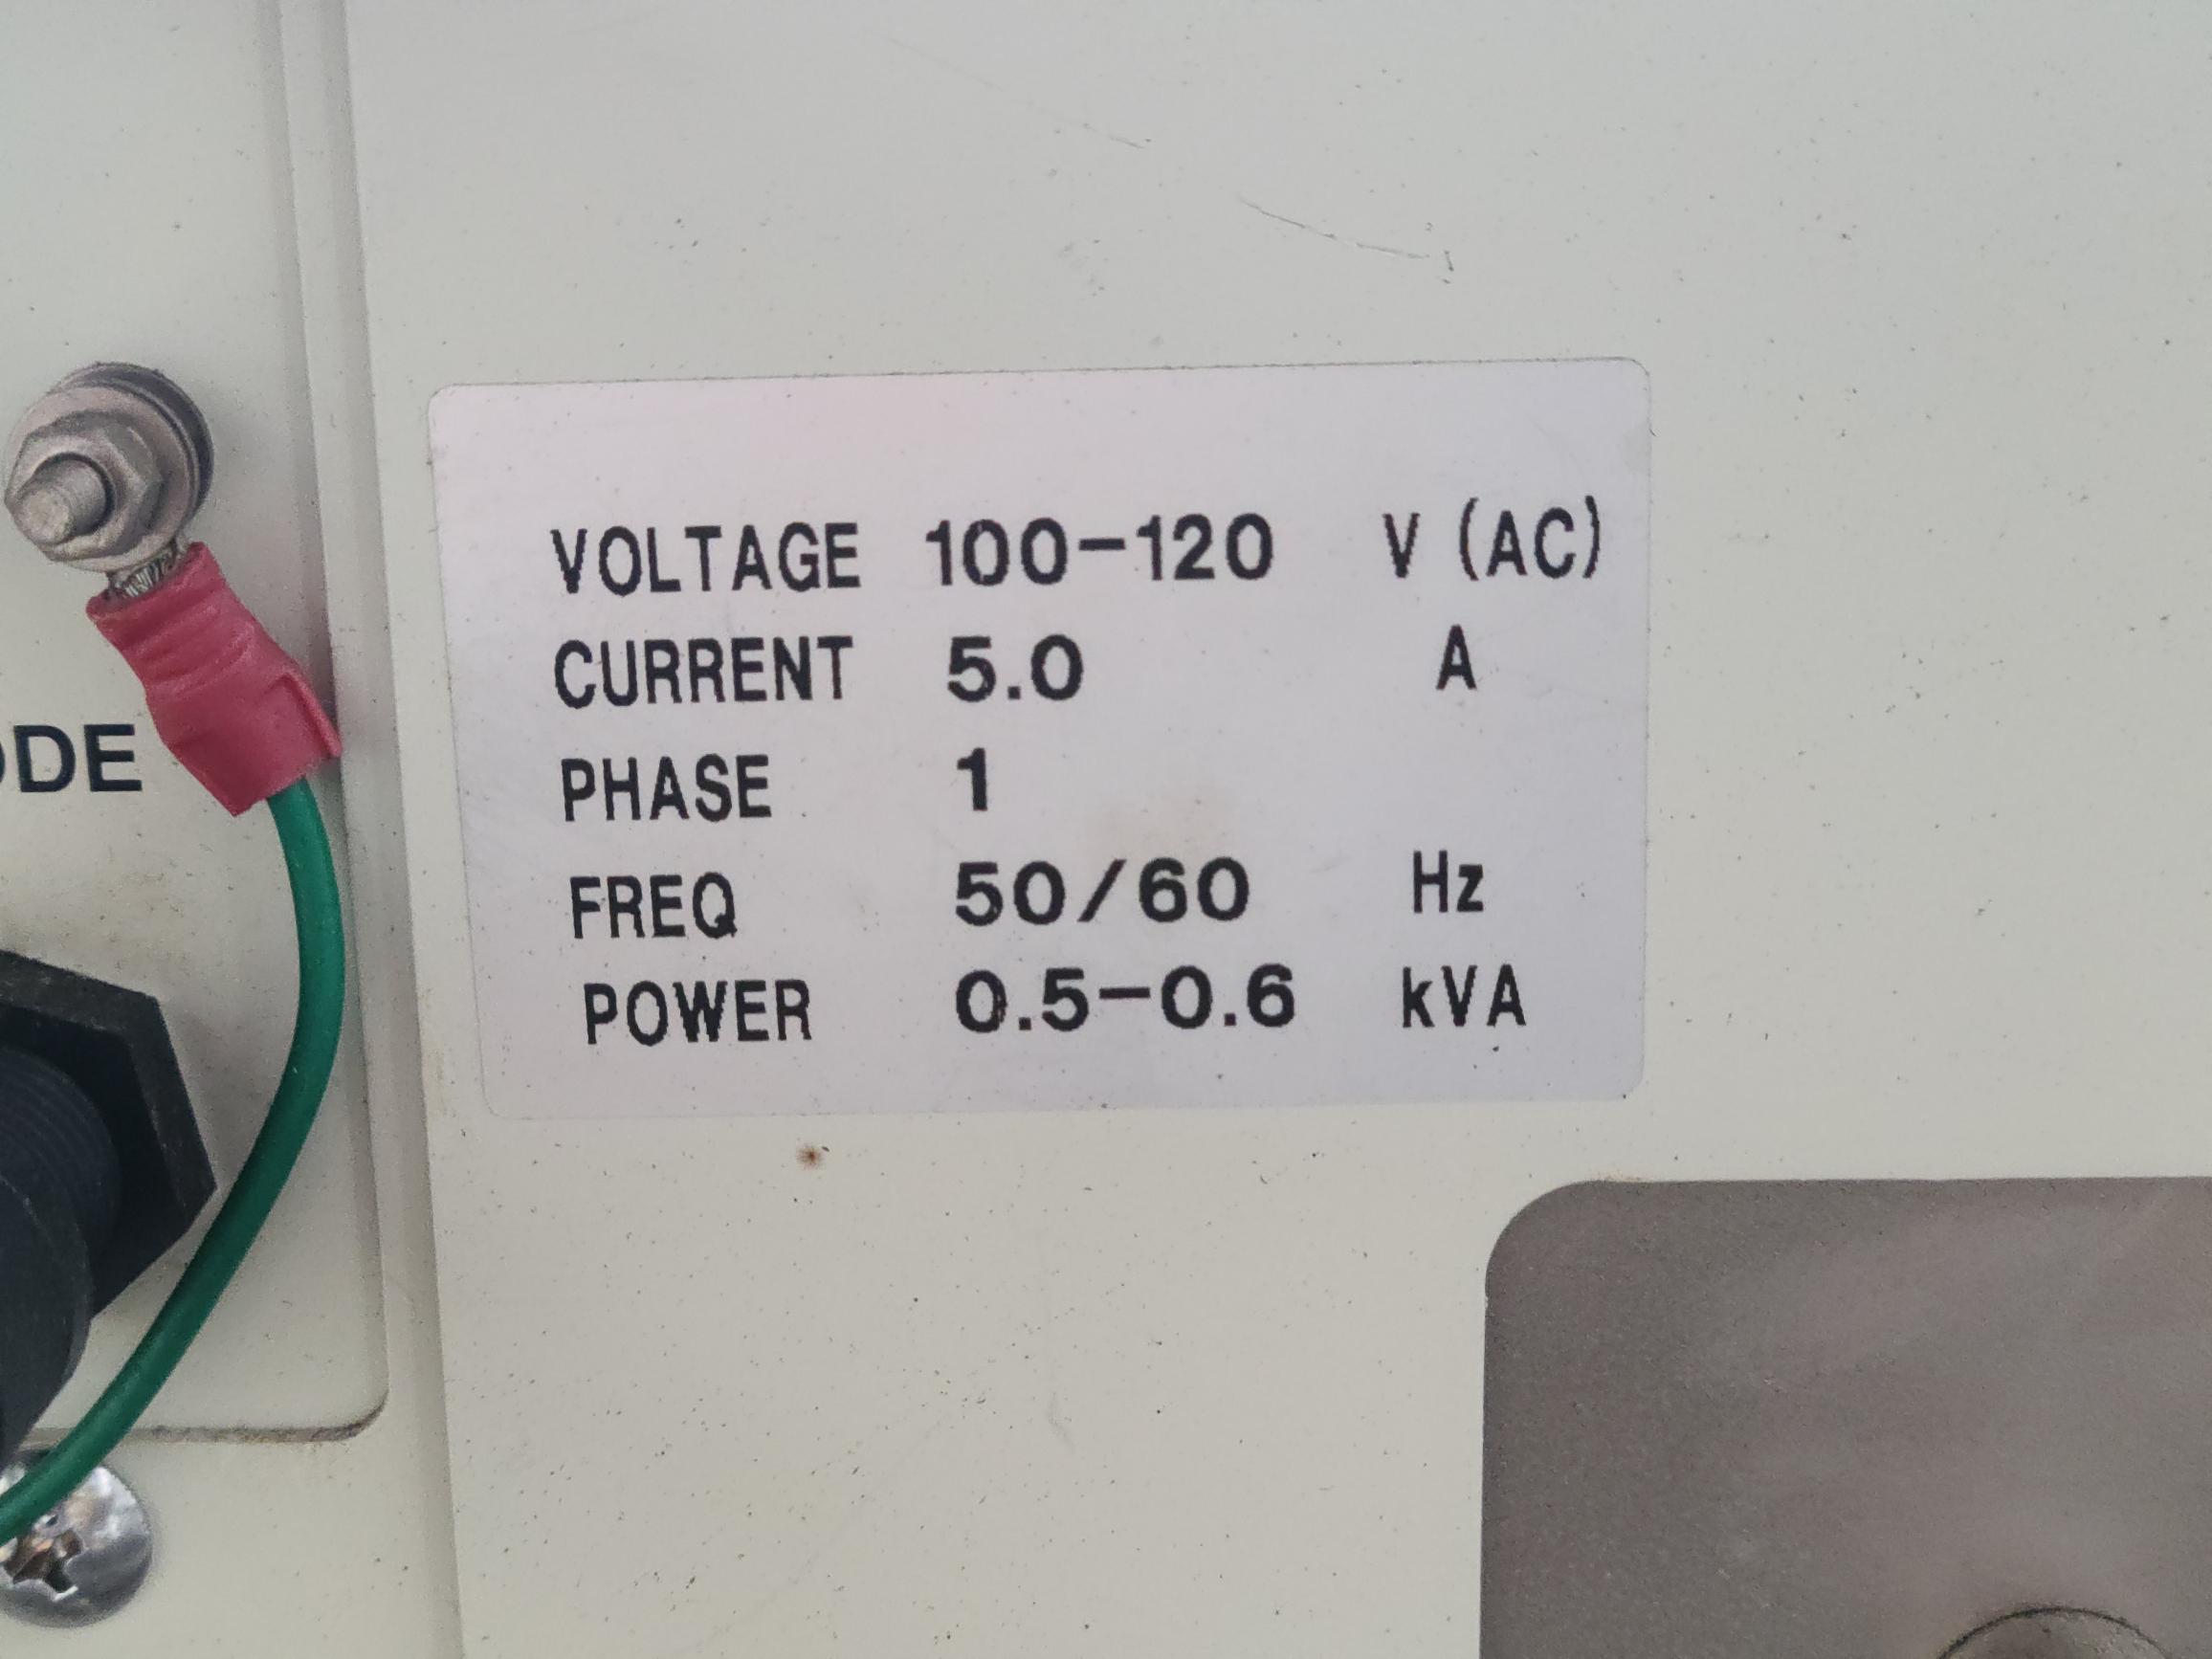 VOLTAGE 100-120 V (AC)
CURRENT 5.0 A
PHASE 1
FREQ 50/60 Hz
POWER 0.5-0.6 kVA